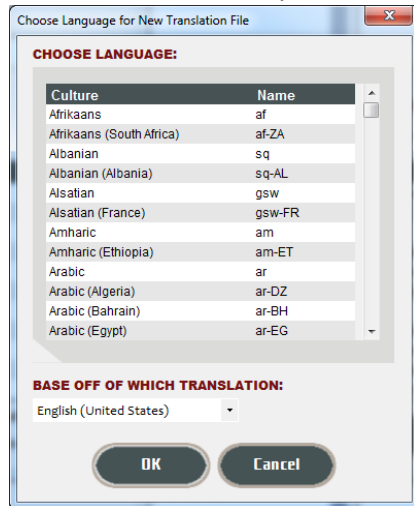 Choose Language for New Translation File
CHOOSE LANGUAGE:
Culture Name
Afrikaans af
Afrikaans (South Africa) af-ZA
Albanian sq
Albanian (Albania) sq-AL
Alsatian gsw
Alsatian (France) gsw-FR
Amharic am
Amharic (Ethiopia) am-ET
Arabic ar
Arabic (Algeria) ar-DZ
Arabic (Bahrain) ar-BH
Arabic (Egypt) ar-EG
BASE OFF OF WHICH TRANSLATION:
English (United States)
OK Cancel